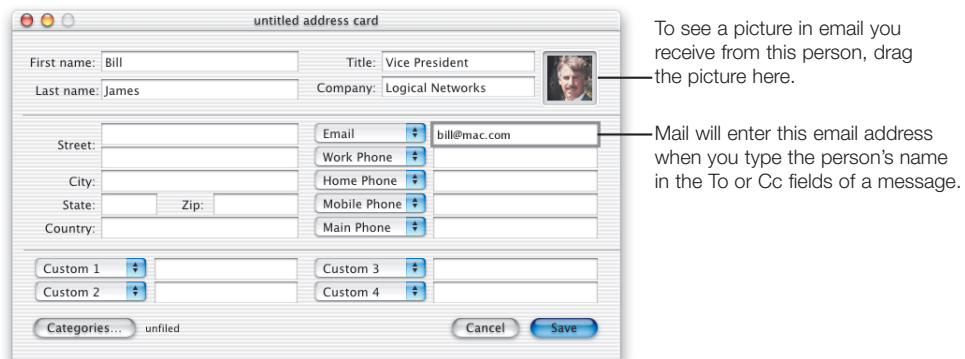 untitled address card
First name: Bill
Title: Vice President
Last name: James
Company: Logical Networks
To see a picture in email you
receive from this person, drag
the picture here.
Street:
City:
State: Zip:
Country:
Email bill@mac.com
Work Phone
Home Phone
Mobile Phone
Main Phone
Mail will enter this email address
when you type the person’s name
in the To or Cc fields of a message.
Custom 1
Custom 2
Custom 3
Custom 4
Categories... unfiled
Cancel Save